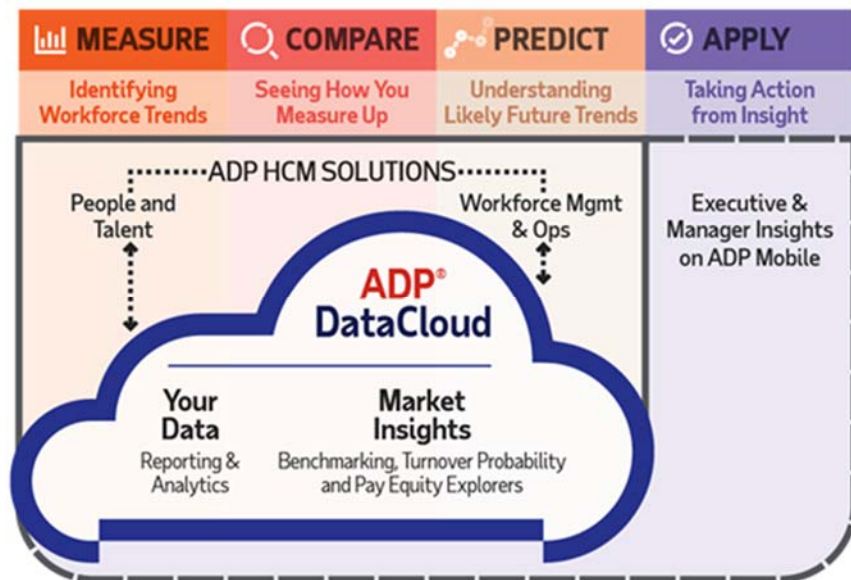 MEASURE
COMPARE
PREDICT
APPLY
Identifying
Workforce Trends
Seeing How You
Measure Up
Understanding
Likely Future Trends
Taking Action
from Insight
ADP HCM SOLUTIONS
People and
Talent
Workforce Mgmt
& Ops
Executive &
Manager Insights
on ADP Mobile
ADP®
DataCloud
Your
Data
Reporting &
Analytics
Market
Insights
Benchmarking, Turnover Probability
and Pay Equity Explorers